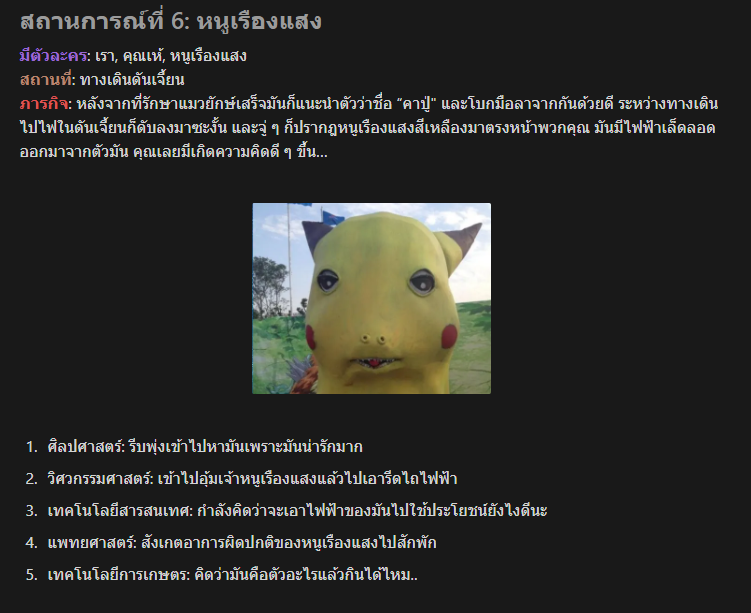 สถานการณ์ที่ 6: หนูเรืองแสง
มีตัวละคร: เรา, คุณเห้, หนูเรืองแสง
สถานที่: ทางเดินดันเจี้ยน
ภารกิจ: หลังจากที่รักษาแมวยักษ์เสร็จมันก็แนะนำตัวว่าชื่อ “คาปู่” และโบกมือลาจากกันด้วยดี ระหว่างทางเดิน
ไปไฟในดันเจี้ยนก็ดับลงมาซะงั้น และจู่ ๆ ก็ปรากฏหนูเรืองแสงสีเหลืองมาตรงหน้าพวกคุณ มันมีไฟฟ้าเล็ดลอด
ออกมาจากตัวมัน คุณเลยมีเกิดความคิดดี ๆ ขึ้น...
1. ศิลปศาสตร์: รีบพุ่งเข้าไปหามันเพราะมันน่ารักมาก
2. วิศวกรรมศาสตร์: เข้าไปอุ้มเจ้าหนูเรืองแสงแล้วไปเอารีดไถไฟฟ้า
3. เทคโนโลยีสารสนเทศ: กำลังคิดว่าจะเอาไฟฟ้าของมันไปใช้ประโยชน์ยังไงดีนะ
4. แพทยศาสตร์: สังเกตอาการผิดปกติของหนูเรืองแสงไปสักพัก
5. เทคโนโลยีการเกษตร: คิดว่ามันคือตัวอะไรแล้วกินได้ไหม..